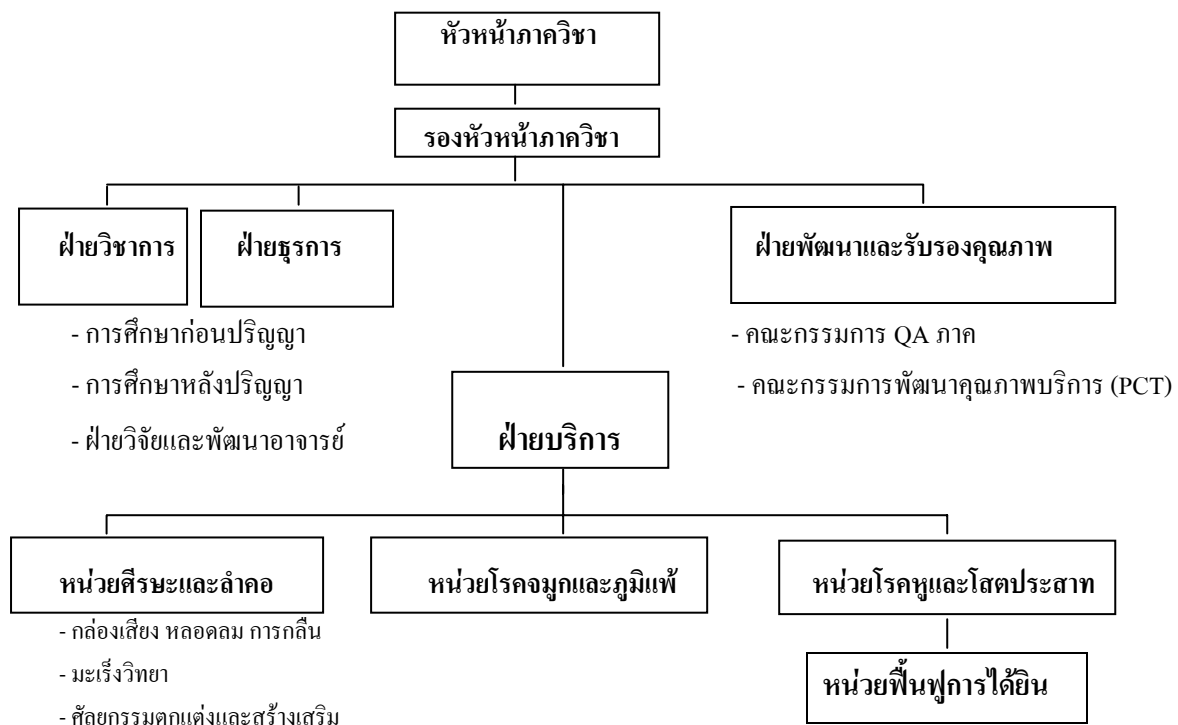 หัวหน้าภาควิชา
รองหัวหน้าภาควิชา
ฝ่ายวิชาการ
ฝ่ายธุรการ
ฝ่ายพัฒนาและรับรองคุณภาพ
- การศึกษาก่อนปริญญา
- การศึกษาหลังปริญญา
- ฝ่ายวิจัยและพัฒนาอาจารย์
- คณะกรรมการ QA ภาค
- คณะกรรมการพัฒนาคุณภาพบริการ (PCT)
ฝ่ายบริการ
หน่วยศีรษะและลำคอ
หน่วยโรคจมูกและภูมิแพ้
หน่วยโรคหูและโสตประสาท
- กล่องเสียง หลอดลม การกลืน
- มะเร็งวิทยา
- ศัลยกรรมตกแต่งและสร้างเสริม
หน่วยฟื้นฟูการได้ยิน